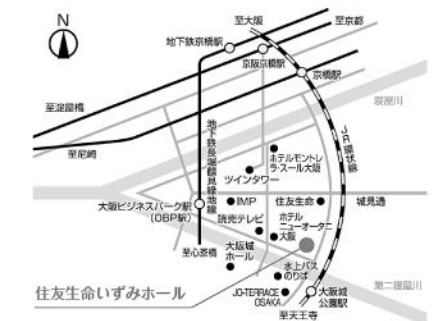 N
至大阪
至京都
地下鉄京橋駅
京阪京橋駅
京橋駅
至淀屋橋
寝屋川
地下鉄長堀鶴見緑地線
JR環状線
至尼崎
ホテルモントレ
ラ・スール大阪
ツインタワー
大阪ビジネスパーク駅
(OBP駅)
IMP
住友生命
城見通
読売テレビ
ホテル
ニューオータニ
大阪
至心斎橋
大阪城
ホール
水上バス
のりば
住友生命いずみホール
JO-TERRACE
OSAKA
大阪城
公園駅
第二寝屋川
至天王寺